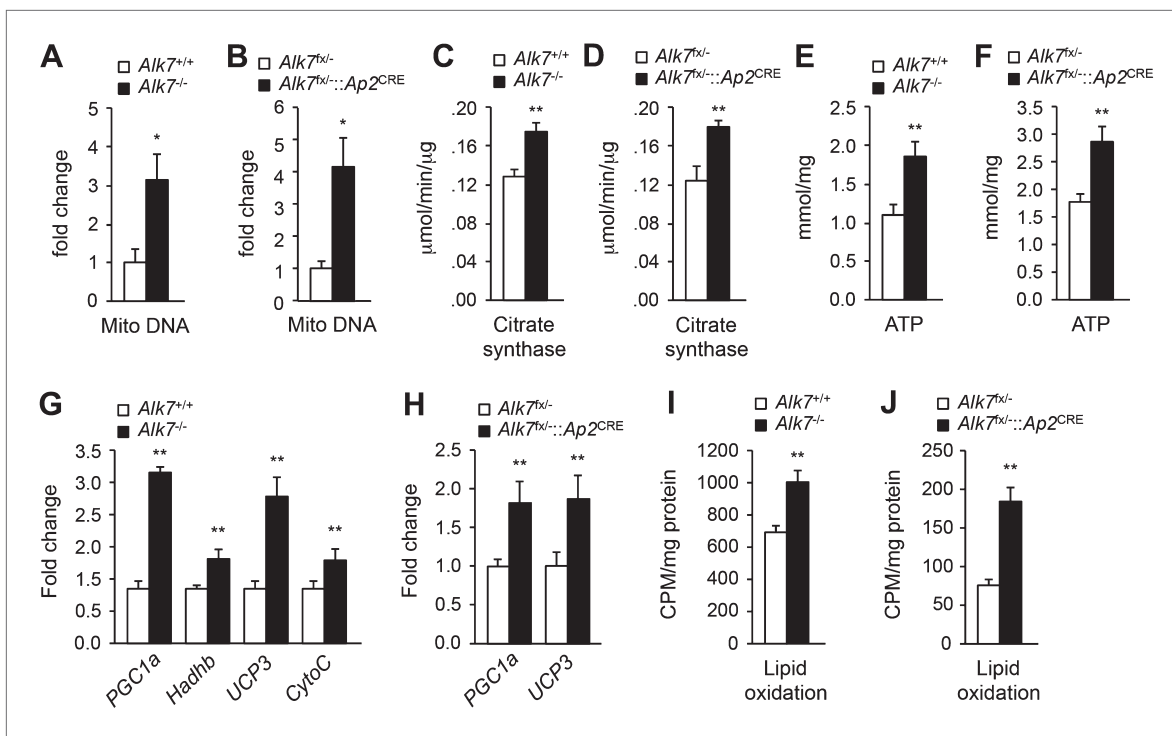 A
Alk7+/+
Alk7-/-
fold change
5
4
3
2
1
0
*
Mito DNA
B
Alk7fx/-
Alk7fx/-::Ap2CRE
fold change
6
5
4
3
2
1
0
*
Mito DNA
C
Alk7+/+
Alk7-/-
μmol/min/μg
.20
.16
.12
.08
.04
.00
**
Citrate
synthase
D
Alk7fx/-
Alk7fx/-::Ap2CRE
μmol/min/μg
.20
.16
.12
.08
.04
.00
**
Citrate
synthase
E
Alk7+/+
Alk7-/-
mmol/mg
2.5
2.0
1.5
1.0
0.5
0.0
**
ATP
F
Alk7fx/-
Alk7fx/-::Ap2CRE
mmol/mg
3.5
3.0
2.5
2.0
1.5
1.0
0.5
0.0
**
ATP
G
Alk7+/+
Alk7-/-
Fold change
3.5
3.0
2.5
2.0
1.5
0.5
0.0
**
**
**
**
PGC1a
Hadhb
UCP3
CytoC
H
Alk7fx/-
Alk7fx/-::Ap2CRE
Fold change
2.5
2.0
1.5
1.0
0.5
0.0
**
**
PGC1a
UCP3
I
Alk7+/+
Alk7-/-
CPM/mg protein
1200
1000
800
600
400
200
0
**
Lipid
oxidation
J
Alk7fx/-
Alk7fx/-::Ap2CRE
CPM/mg protein
250
200
150
100
50
0
**
Lipid
oxidation